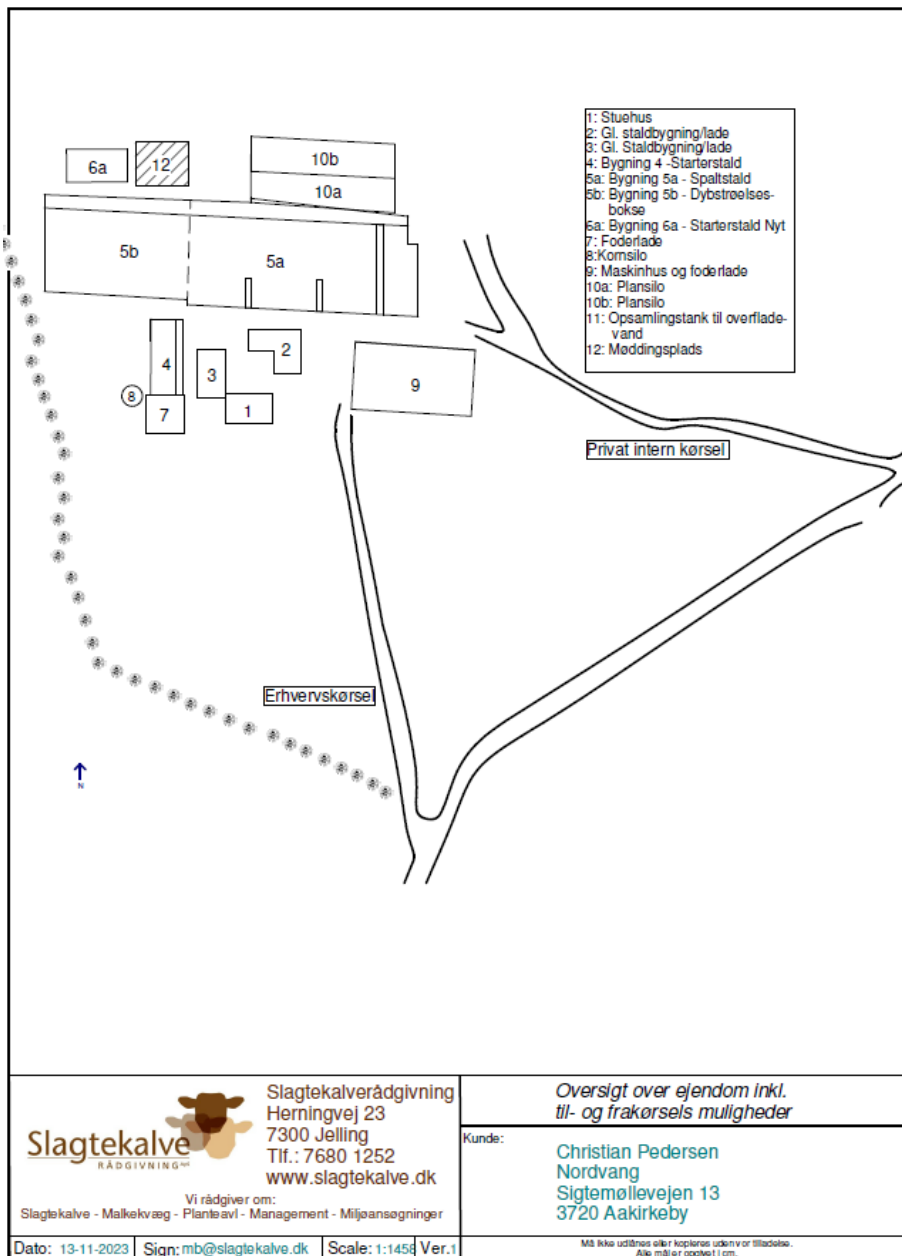 1: Stuehus
2: Gl. staldbygning/lade
3: Gl. Staldbygning/lade
4: Bygning 4 -Starterstald
5a: Bygning 5a - Spaltstald
5b: Bygning 5b - Dybstrøelses-
bokse
6a: Bygning 6a - Starterstald Nyt
7: Foderlade
8:Kornsilo
9: Maskinhus og foderlade
10a: Plansilo
10b: Plansilo
11: Opsamlingstank til overflade-
vand
12: Møddingsplads
6a
12
10b
10a
5b
5a
4
3
2
9
8
7
1
Privat intern kørsel
Erhvervskørsel
N
Slagtekalve
RÅDGIVNING ApS
Slagtekalverådgivning
Herningvej 23
7300 Jelling
Tlf.: 7680 1252
www.slagtekalve.dk
Vi rådgiver om:
Slagtekalve - Malkekvæg - Planteavl - Management - Miljøansøgninger
Dato: 13-11-2023 Sign: mb@slagtekalve.dk Scale: 1:1458 Ver.1
Oversigt over ejendom inkl.
til- og frakørsels muligheder
Kunde:
Christian Pedersen
Nordvang
Sigtemøllevejen 13
3720 Aakirkeby
Må ikke udlånes eller kopieres uden vor tilladelse.
Alle mål er opgivet i cm.